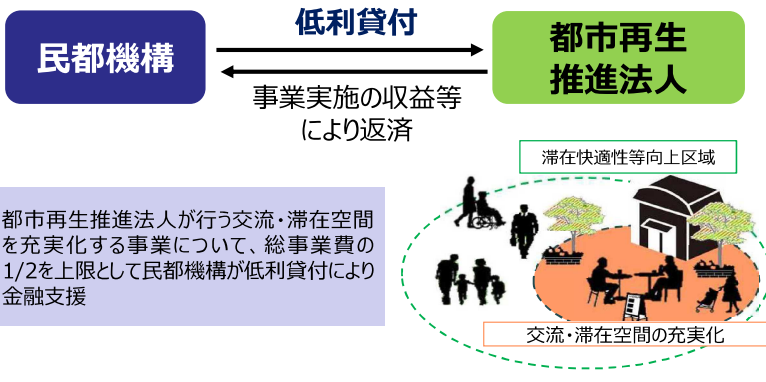 低利貸付
民都機構
都市再生
推進法人
事業実施の収益等
により返済
滞在快適性等向上区域
都市再生推進法人が行う交流・滞在空間
を充実化する事業について、総事業費の
1/2を上限として民都機構が低利貸付により
金融支援
交流・滞在空間の充実化